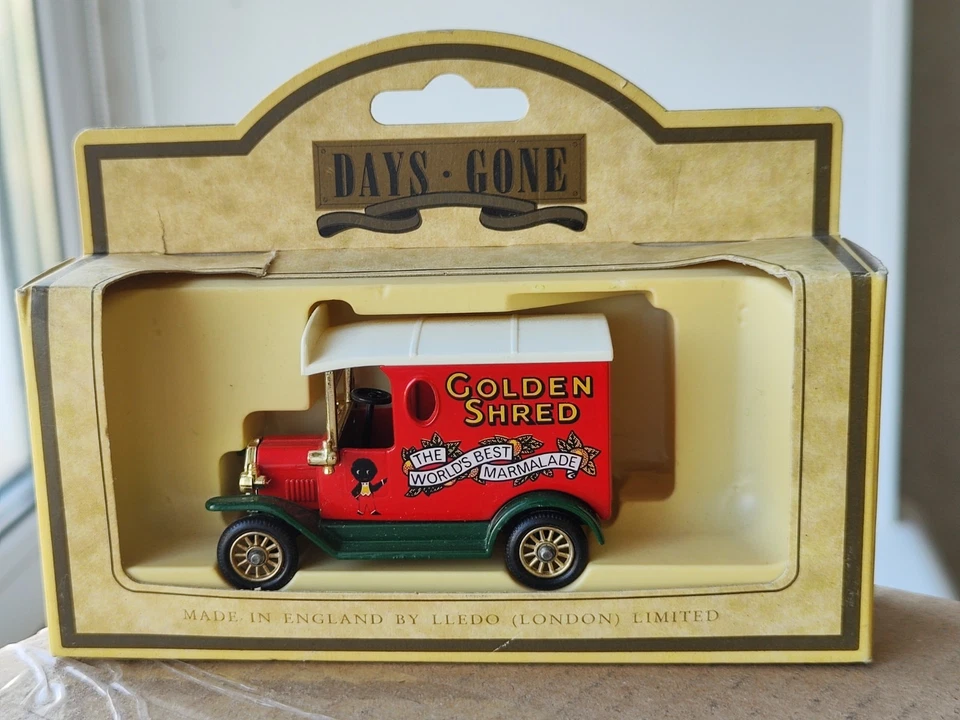 DAYS · GONE
GOLDEN
SHRED
THE
WORLD'S BEST
MARMALADE
MADE IN ENGLAND BY LLEDO (LONDON) LIMITED